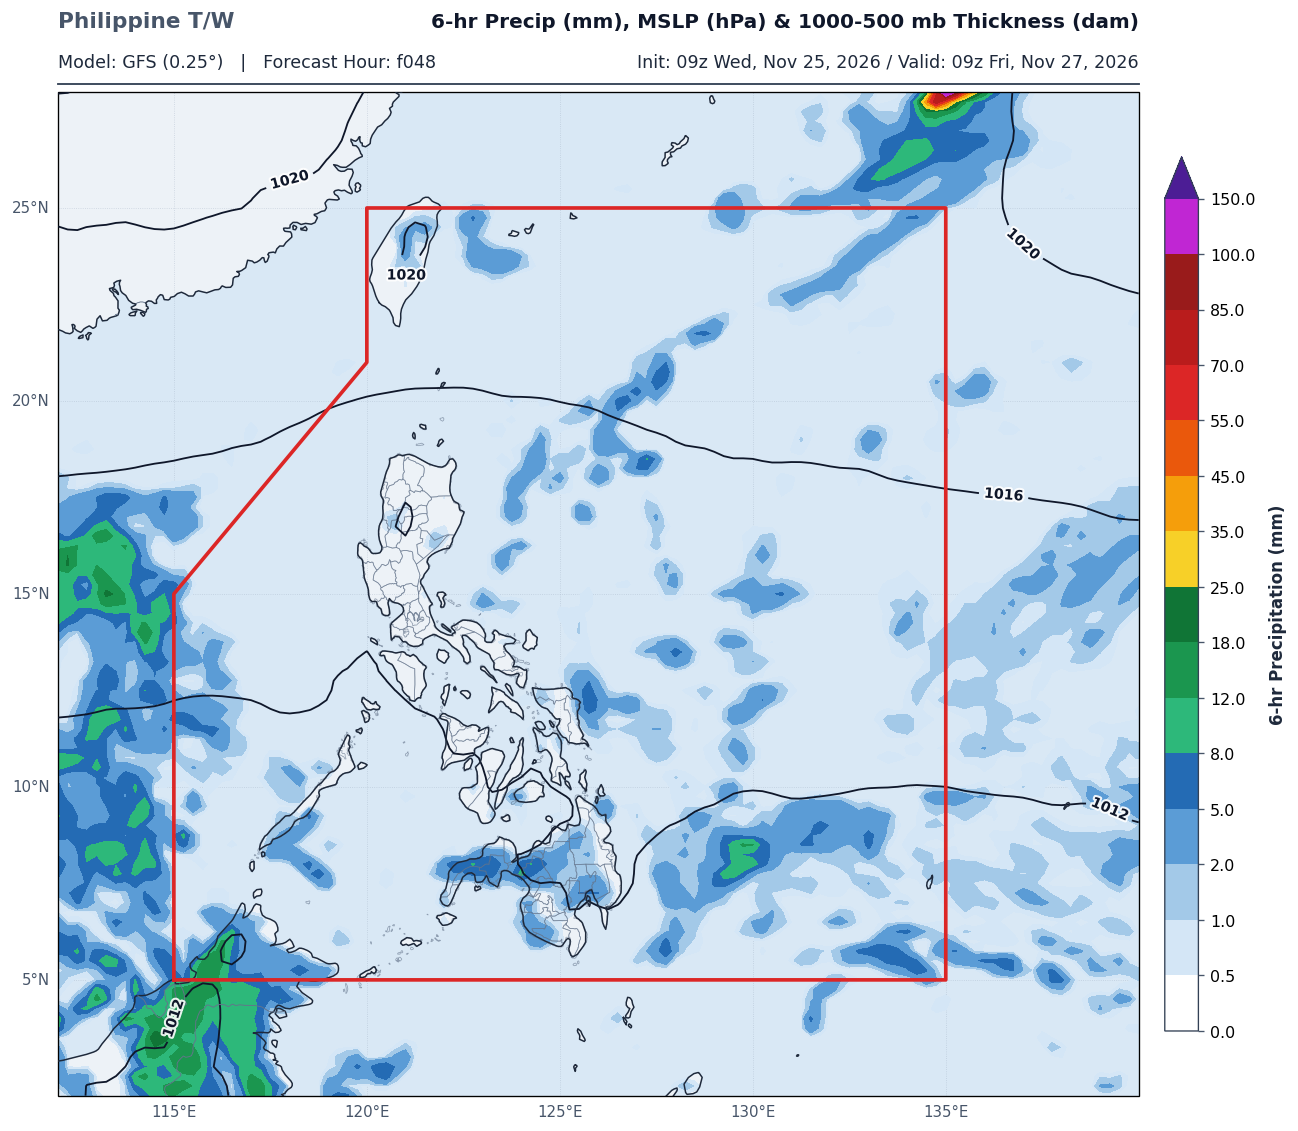 Philippine T/W
6-hr Precip (mm), MSLP (hPa) & 1000-500 mb Thickness (dam)
Model: GFS (0.25°) | Forecast Hour: f048
Init: 09z Wed, Nov 25, 2026 / Valid: 09z Fri, Nov 27, 2026
1020
1020
1020
1016
1012
1012
25°N
20°N
15°N
10°N
5°N
115°E
120°E
125°E
130°E
135°E
150.0
100.0
85.0
70.0
55.0
45.0
35.0
25.0
18.0
12.0
8.0
5.0
2.0
1.0
0.5
0.0
6-hr Precipitation (mm)